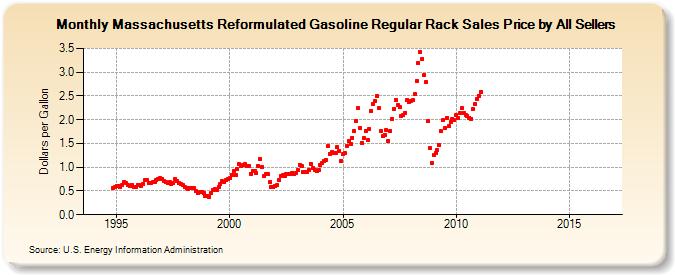 Monthly Massachusetts Reformulated Gasoline Regular Rack Sales Price by All Sellers
Dollars per Gallon
3.5
3.0
2.5
2.0
1.5
1.0
0.5
0.0
1995 2000 2005 2010 2015
Source: U.S. Energy Information Administration